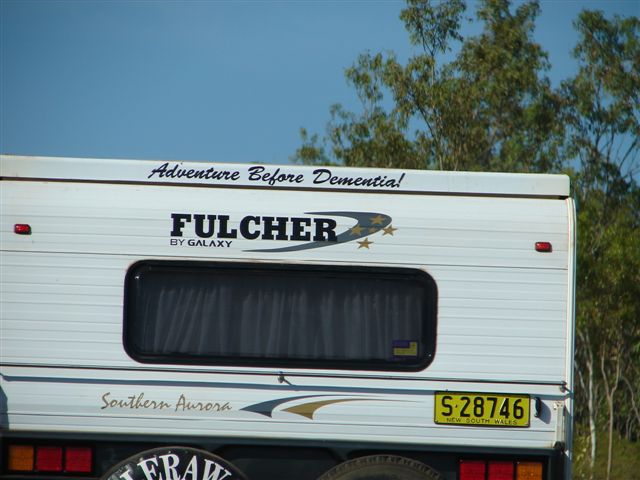 Adventure Before Dementia!
FULCHER
BY GALAXY
Southern Aurora
S·28746
NEW SOUTH WALES